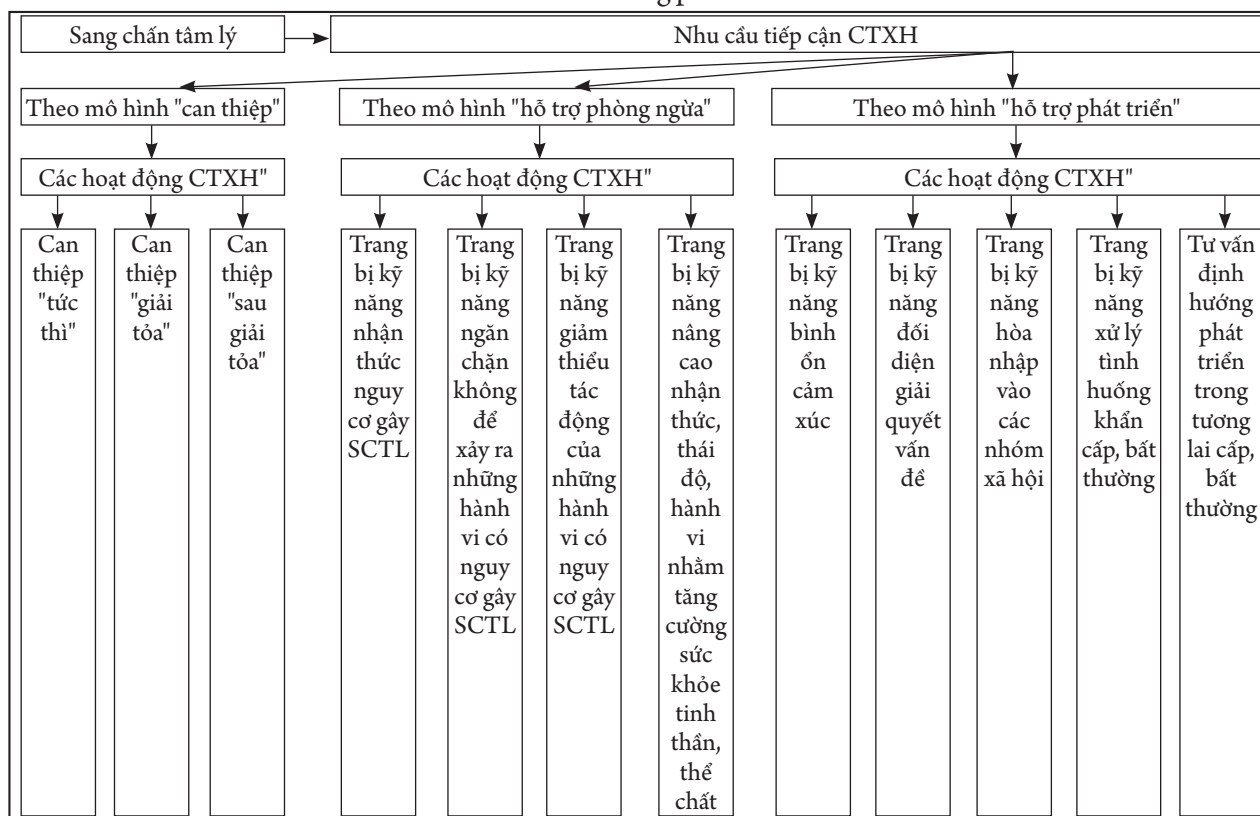 Sang chấn tâm lý
Nhu cầu tiếp cận CTXH
Theo mô hình "can thiệp"
Theo mô hình "hỗ trợ phòng ngừa"
Theo mô hình "hỗ trợ phát triển"
Các hoạt động CTXH"
Các hoạt động CTXH"
Các hoạt động CTXH"
Can
thiệp
"tức
thì"
Can
thiệp
"giải
tỏa"
Can
thiệp
"sau
giải
tỏa"
Trang
bị kỹ
năng
nhận
thức
nguy
cơ gây
SCTL
Trang
bị kỹ
năng
ngăn
chặn
không
để
xảy ra
những
hành
vi có
nguy
cơ gây
SCTL
Trang
bị kỹ
năng
giảm
thiểu
tác
động
của
những
hành
vi có
nguy
cơ gây
SCTL
Trang
bị kỹ
năng
nâng
cao
nhận
thức,
thái
độ,
hành
vi
nhằm
tăng
cường
sức
khỏe
tinh
thần,
thể
chất
Trang
bị kỹ
năng
bình
ổn
cảm
xúc
Trang
bị kỹ
năng
đối
diện
giải
quyết
vấn
đề
Trang
bị kỹ
năng
hòa
nhập
vào
các
nhóm
xã hội
Trang
bị kỹ
năng
xử lý
tình
huống
khẩn
cấp, bất
thường
Tư vấn
định
hướng
phát
triển
trong
tương
lai cấp,
bất
thường